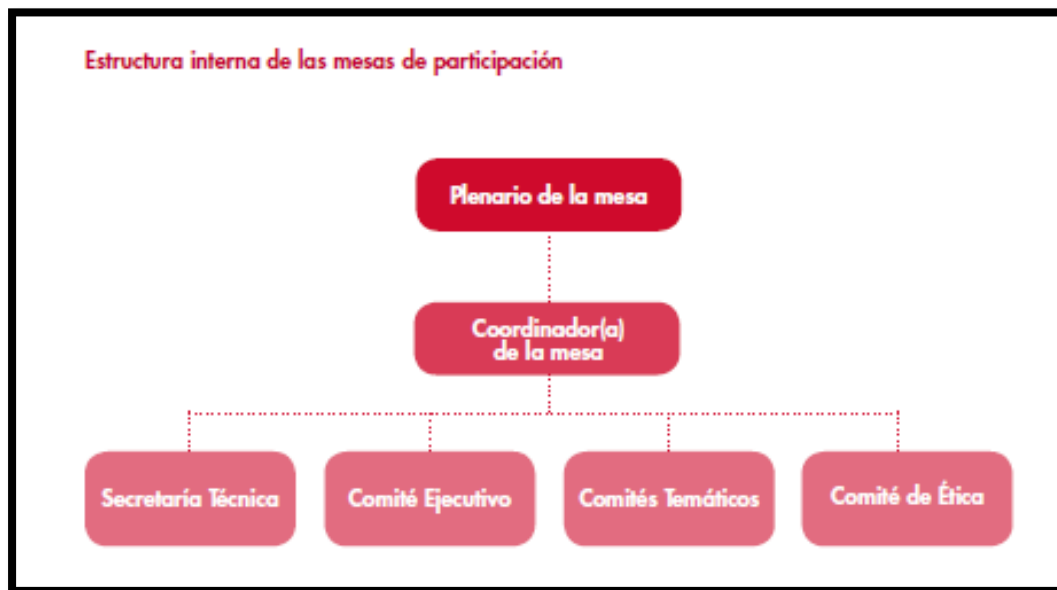 Estructura interna de las mesas de participación
Plenario de la mesa
Coordinador(a)
de la mesa
Secretaría Técnica
Comité Ejecutivo
Comités Temáticos
Comité de Ética